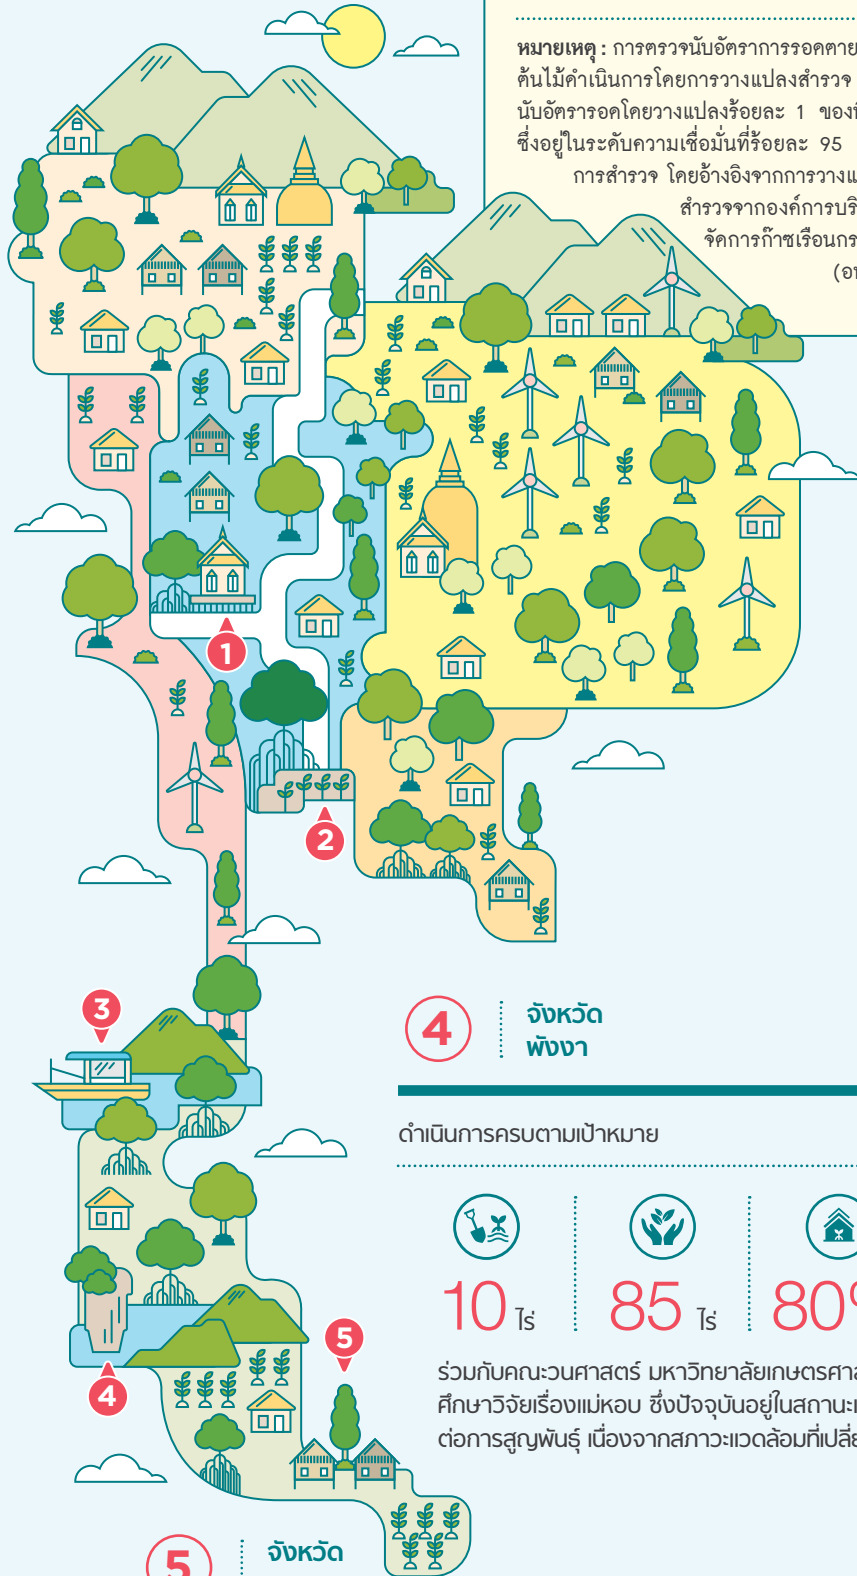 หมายเหตุ : การตรวจนับอัตราการรอดตาย
ต้นไม้ดำเนินการโดยการวางแปลงสำรวจ
นับอัตรารอดโดยวางแปลงร้อยละ 1 ของ
ซึ่งอยู่ในระดับความเชื่อมั่นที่ร้อยละ 95
การสำรวจ โดยอ้างอิงจากการวาง
สำรวจจากองค์การ
จัดการก๊าซเรือน
1
2
3
4
จังหวัด
พังงา
ดำเนินการครบตามเป้าหมาย
10 ไร่
85 ไร่
80
ร่วมกับคณะวนศาสตร์ มหาวิทยาลัย
ศึกษาวิจัยเรื่องแม่หอบ ซึ่งปัจจุบันอยู่ในสถานะ
ต่อการสูญพันธุ์ เนื่องจากสภาวะแวดล้อมที่
4
5
5
จังหวัด